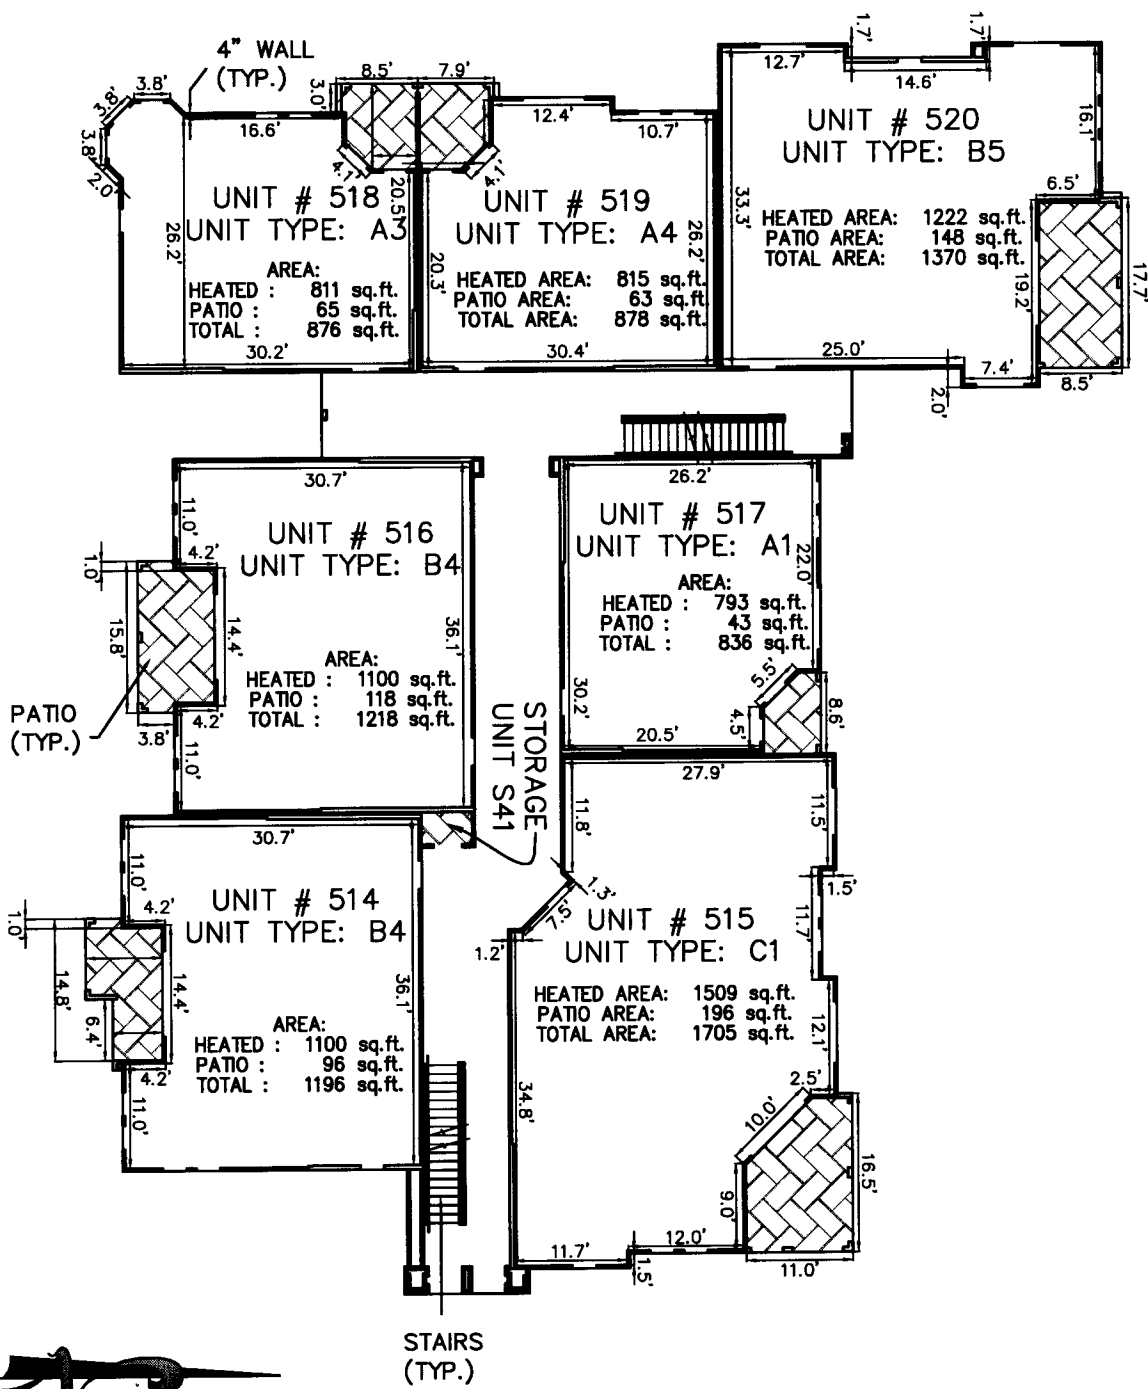 4" WALL
(TYP.)
3.8'
3.8'
3.8'
2.0'
16.6'
3.0'
8.5'
7.9'
4.1'
4.1'
12.4'
10.7'
26.2'
20.5'
UNIT # 518
UNIT TYPE: A3
AREA:
HEATED : 811 sq.ft.
PATIO : 65 sq.ft.
TOTAL : 876 sq.ft.
30.2'
UNIT # 519
UNIT TYPE: A4
20.3'
26.2'
HEATED AREA: 815 sq.ft.
PATIO AREA: 63 sq.ft.
TOTAL AREA: 878 sq.ft.
30.4'
12.7'
1.7'
1.7'
14.6'
16.1'
UNIT # 520
UNIT TYPE: B5
33.3'
6.5'
HEATED AREA: 1222 sq.ft.
PATIO AREA: 148 sq.ft.
TOTAL AREA: 1370 sq.ft.
19.2'
17.7'
25.0'
7.4'
8.5'
2.0'
30.7'
11.0'
UNIT # 516
UNIT TYPE: B4
4.2'
1.0'
15.8'
14.4'
36.1'
AREA:
HEATED : 1100 sq.ft.
PATIO : 118 sq.ft.
TOTAL : 1218 sq.ft.
4.2'
3.8'
11.0'
PATIO
(TYP.)
26.2'
UNIT # 517
UNIT TYPE: A1
22.0'
AREA:
HEATED : 793 sq.ft.
PATIO : 43 sq.ft.
TOTAL : 836 sq.ft.
30.2'
5.5'
4.5'
8.6'
20.5'
STORAGE
UNIT S41
27.9'
11.8'
11.5'
1.3'
7.5'
1.2'
1.5'
11.7'
UNIT # 515
UNIT TYPE: C1
HEATED AREA: 1509 sq.ft.
PATIO AREA: 196 sq.ft.
TOTAL AREA: 1705 sq.ft.
12.1'
2.5'
10.0'
34.8'
9.0'
16.5'
11.7'
12.0'
1.5'
11.0'
30.7'
11.0'
UNIT # 514
UNIT TYPE: B4
4.2'
1.0'
14.8'
6.4'
14.4'
36.1'
AREA:
HEATED : 1100 sq.ft.
PATIO : 96 sq.ft.
TOTAL : 1196 sq.ft.
4.2'
11.0'
STAIRS
(TYP.)